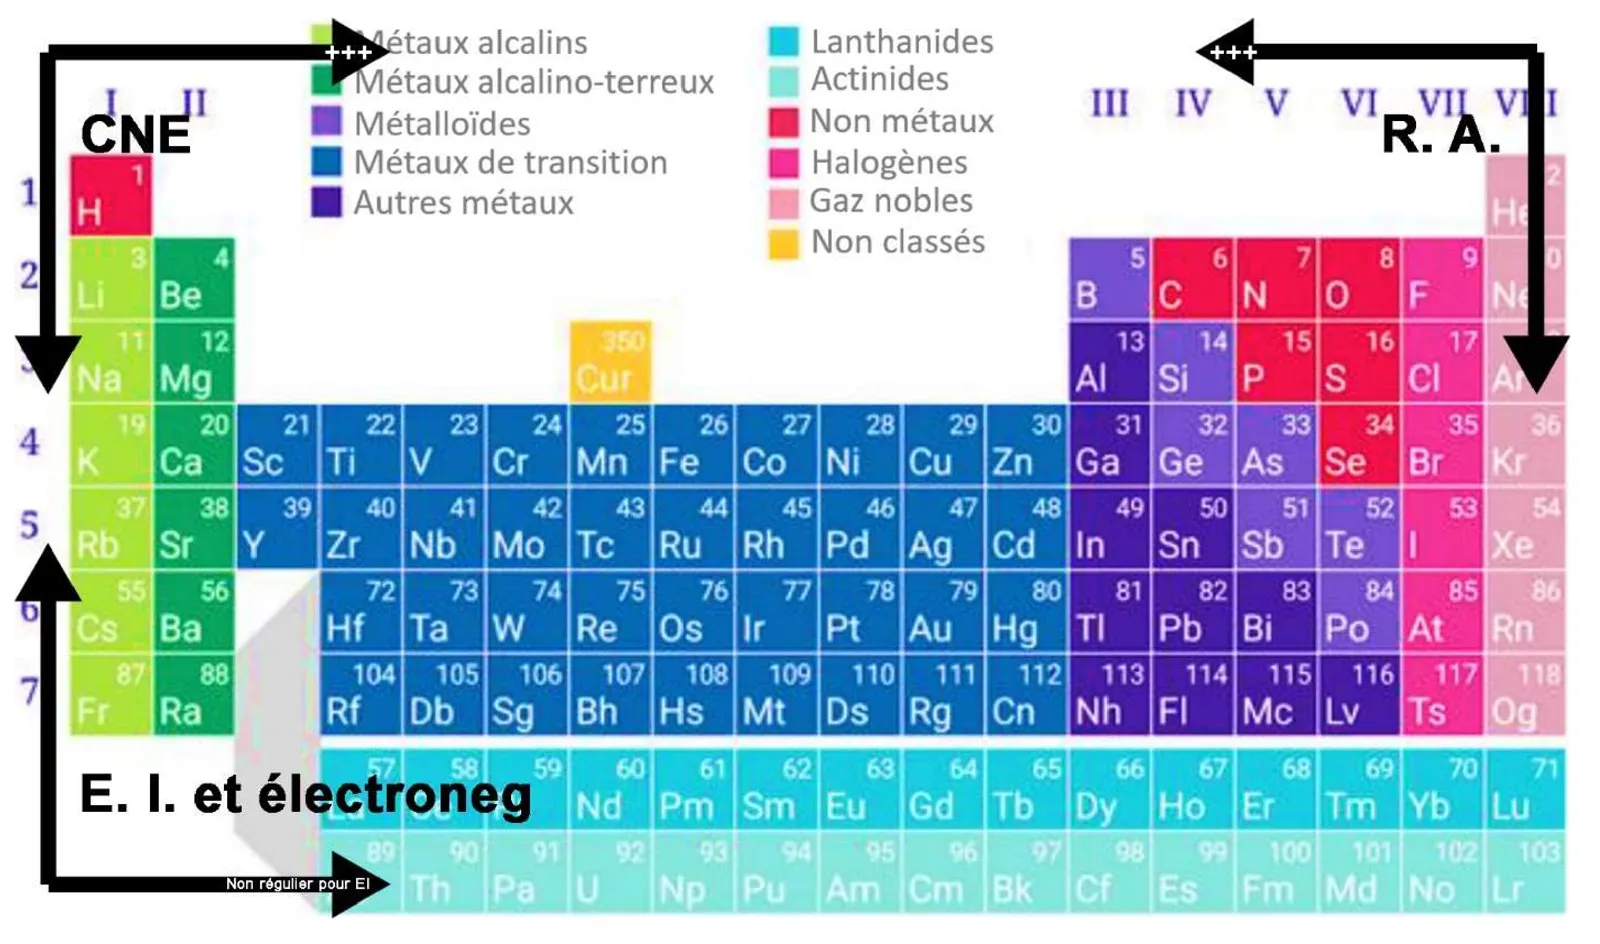 +++ Métaux alcalins Lanthanides +++
Métaux alcalino-terreux Actinides
I II Métalloïdes Non métaux III IV V VI VII VIII
CNE Métaux de transition Halogènes R. A.
Autres métaux Gaz nobles
Non classés
1 1 H 2 He
2 3 Li 4 Be 5 B 6 C 7 N 8 O 9 F 0 Ne
3 11 Na 12 Mg 350 Cur 13 Al 14 Si 15 P 16 S 17 Cl Ar
4 19 K 20 Ca 21 Sc 22 Ti 23 V 24 Cr 25 Mn 26 Fe 27 Co 28 Ni 29 Cu 30 Zn 31 Ga 32 Ge 33 As 34 Se 35 Br 36 Kr
5 37 Rb 38 Sr 39 Y 40 Zr 41 Nb 42 Mo 43 Tc 44 Ru 45 Rh 46 Pd 47 Ag 48 Cd 49 In 50 Sn 51 Sb 52 Te 53 I 54 Xe
6 55 Cs 56 Ba 72 Hf 73 Ta 74 W 75 Re 76 Os 77 Ir 78 Pt 79 Au 80 Hg 81 Tl 82 Pb 83 Bi 84 Po 85 At 86 Rn
7 87 Fr 88 Ra 104 Rf 105 Db 106 Sg 107 Bh 108 Hs 109 Mt 110 Ds 111 Rg 112 Cn 113 Nh 114 Fl 115 Mc 116 Lv 117 Ts 118 Og
E. I. et électroneg 57 58 59 60 Nd 61 Pm 62 Sm 63 Eu 64 Gd 65 Tb 66 Dy 67 Ho 68 Er 69 Tm 70 Yb 71 Lu
Non régulier pour EI 89 90 Th 91 Pa 92 U 93 Np 94 Pu 95 Am 96 Cm 97 Bk 98 Cf 99 Es 100 Fm 101 Md 102 No 103 Lr